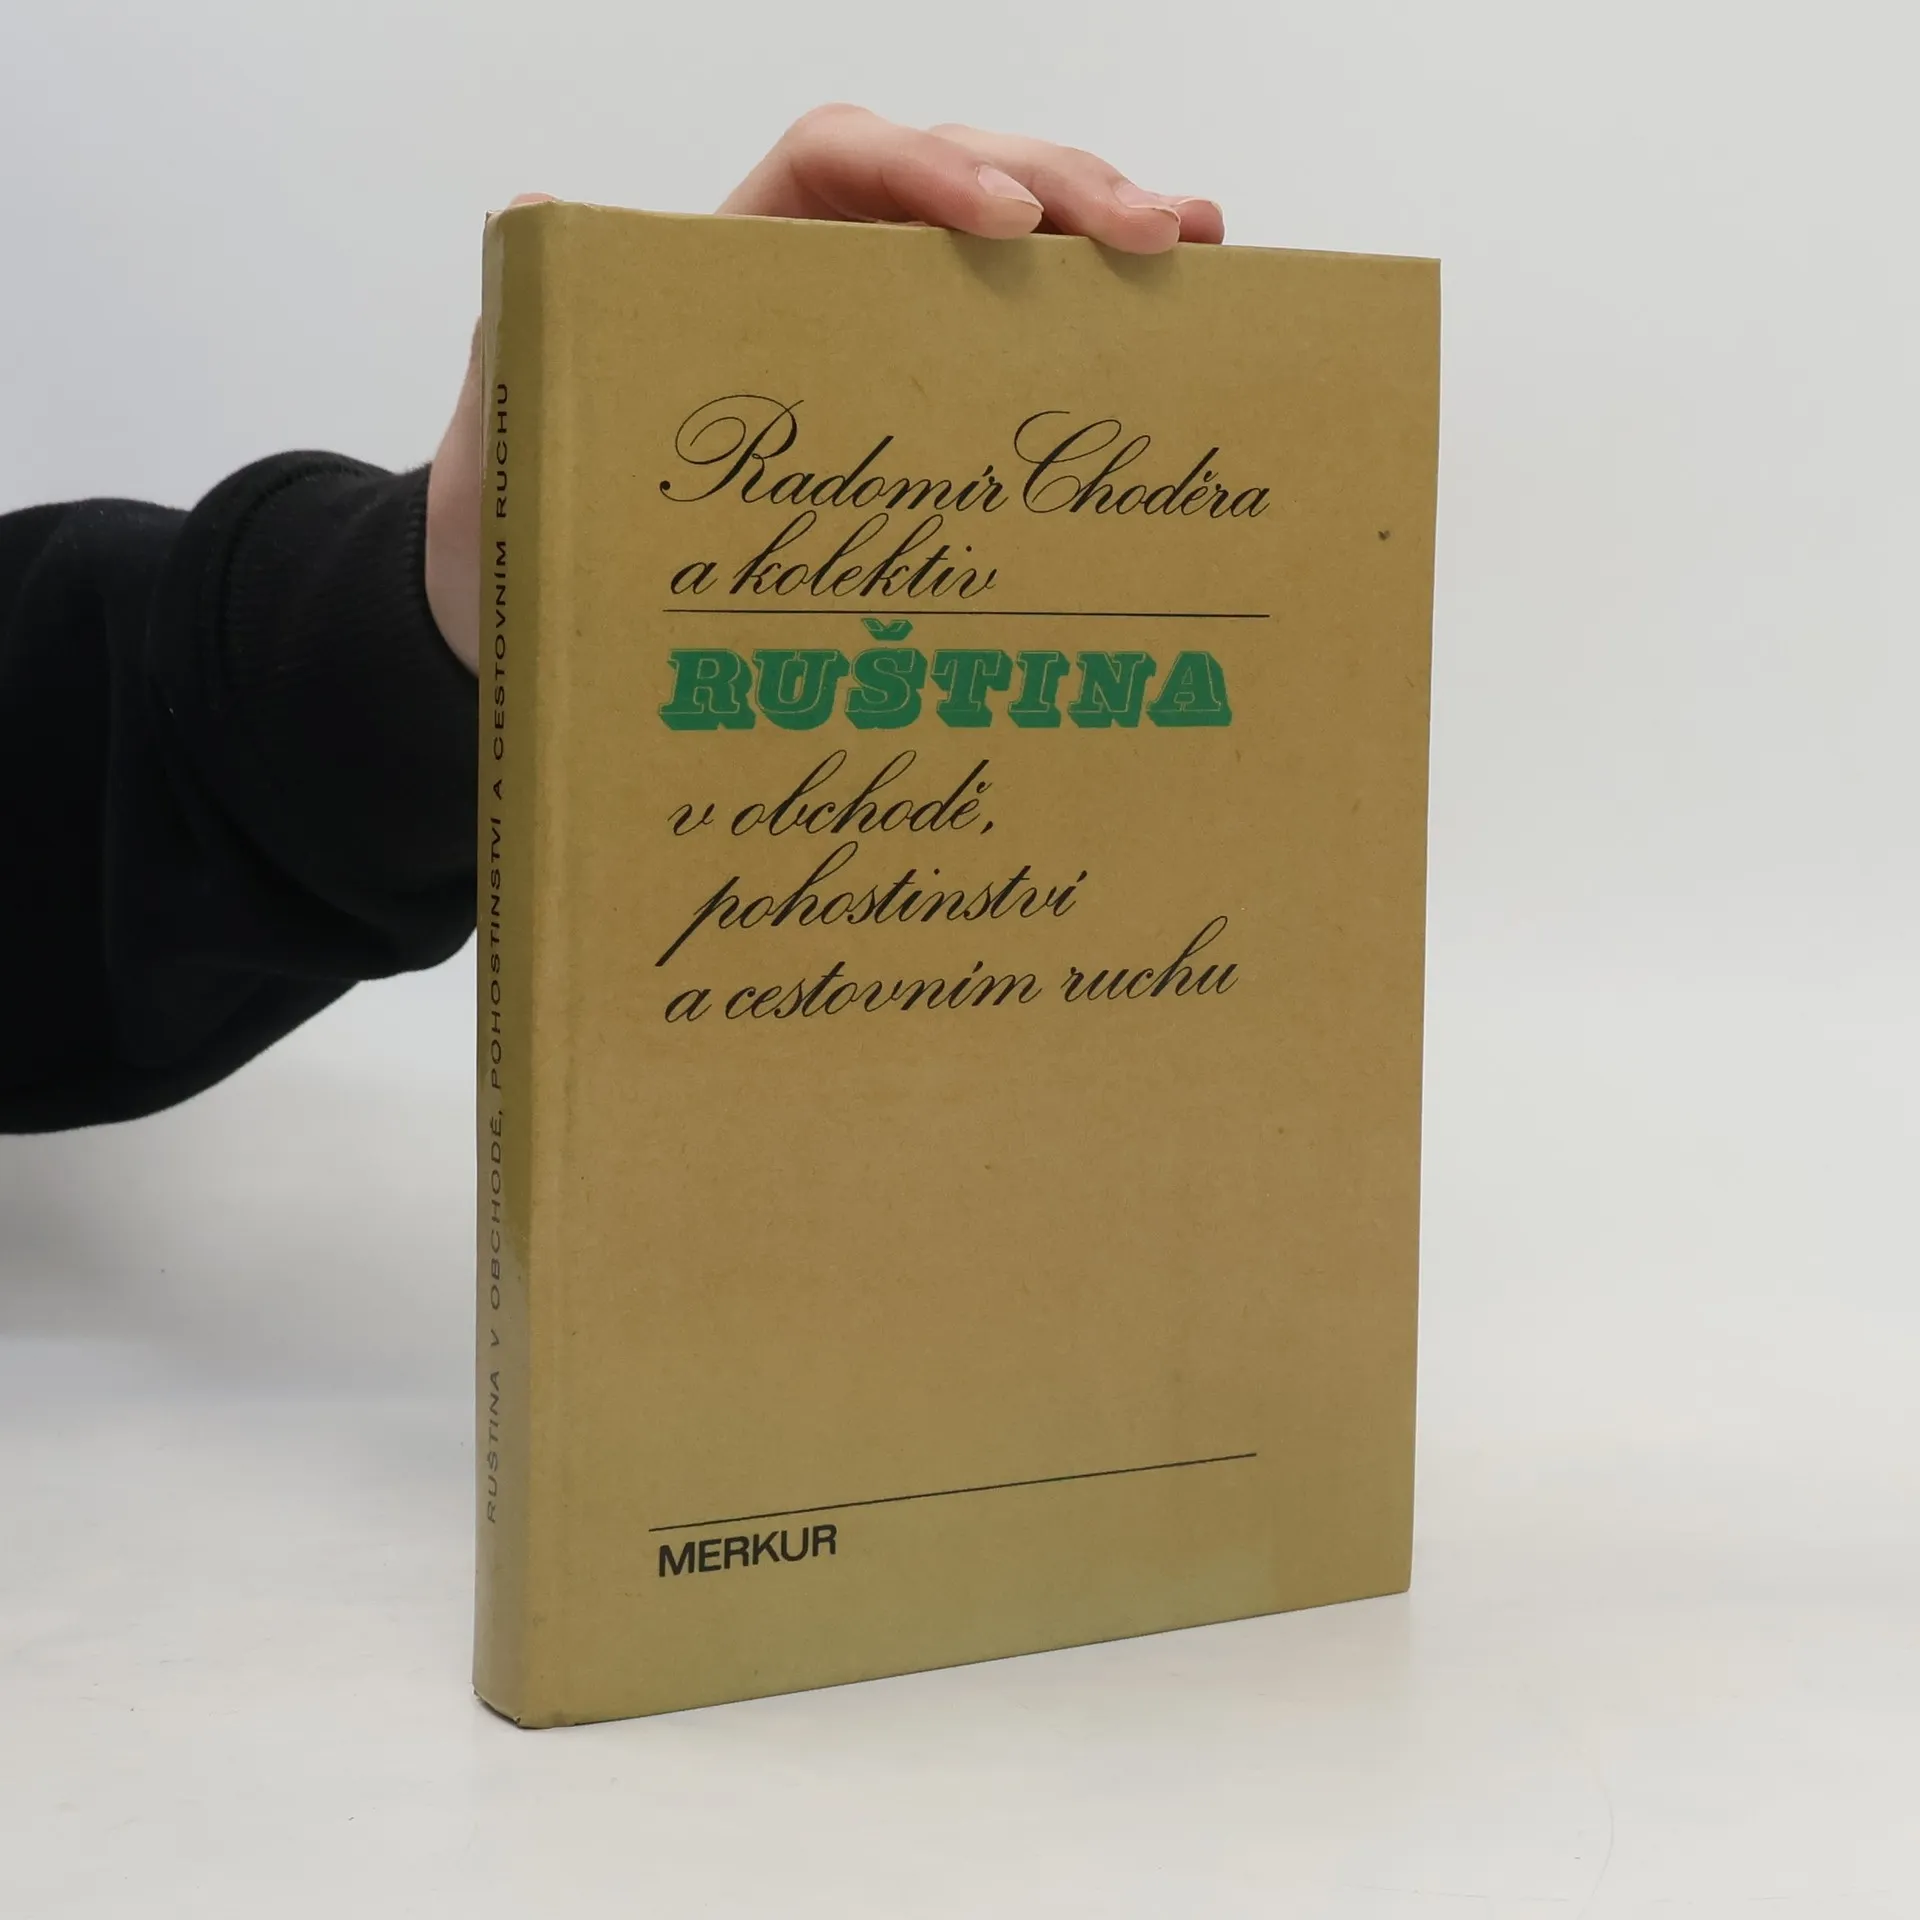 Radomír Choděra
a kolektiv
RUŠTINA
v obchodě,
pohostinství
a cestovním ruchu
MERKUR
RUŠTINA V OBCHODĚ, POHOSTINSTVÍ A CESTOVNÍM RUCHU